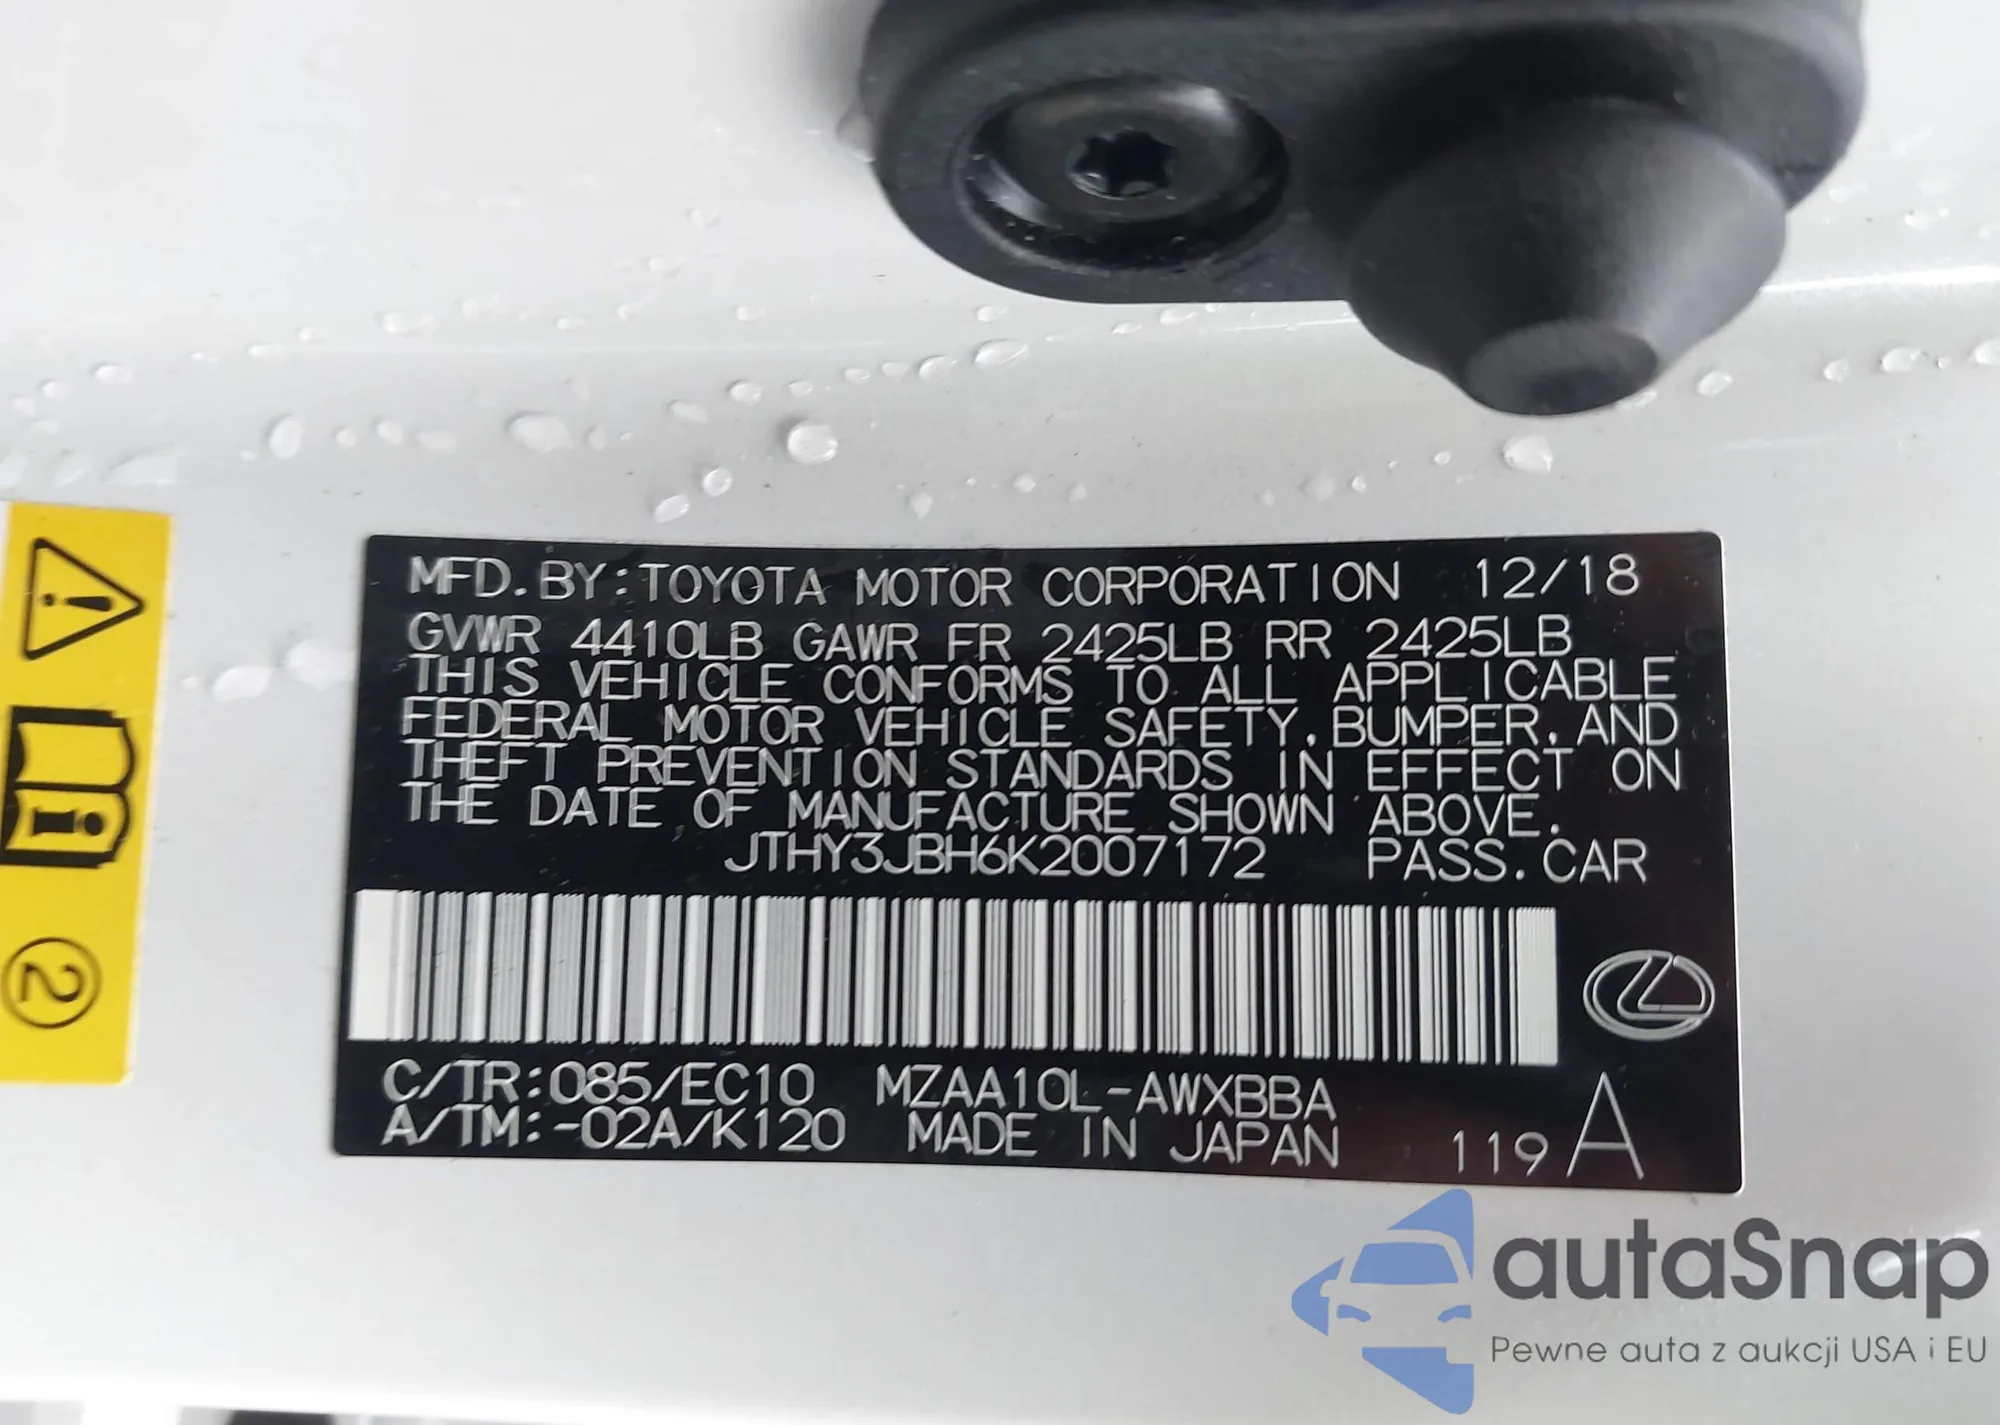 MFD. BY: TOYOTA MOTOR CORPORATION 12/18
GVWR 4410LB GAWR FR 2425LB RR 2425LB
THIS VEHICLE CONFORMS TO ALL APPLICABLE
FEDERAL MOTOR VEHICLE SAFETY, BUMPER, AND
THEFT PREVENTION STANDARDS IN EFFECT ON
THE DATE OF MANUFACTURE SHOWN ABOVE.
JTHY3JBH6K2007172 PASS. CAR
C/TR: 085/EC10 MZAA10L-AWXBBA
A/TM: -02A/K120 MADE IN JAPAN 119 A
2
autaSnap
Pewne auta z aukcji USA i EU